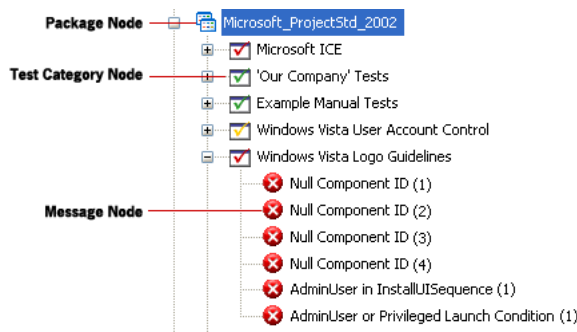 Package Node Microsoft_ProjectStd_2002
Microsoft ICE
Test Category Node 'Our Company' Tests
Example Manual Tests
Windows Vista User Account Control
Windows Vista Logo Guidelines
Null Component ID (1)
Message Node Null Component ID (2)
Null Component ID (3)
Null Component ID (4)
AdminUser in InstallUISequence (1)
AdminUser or Privileged Launch Condition (1)